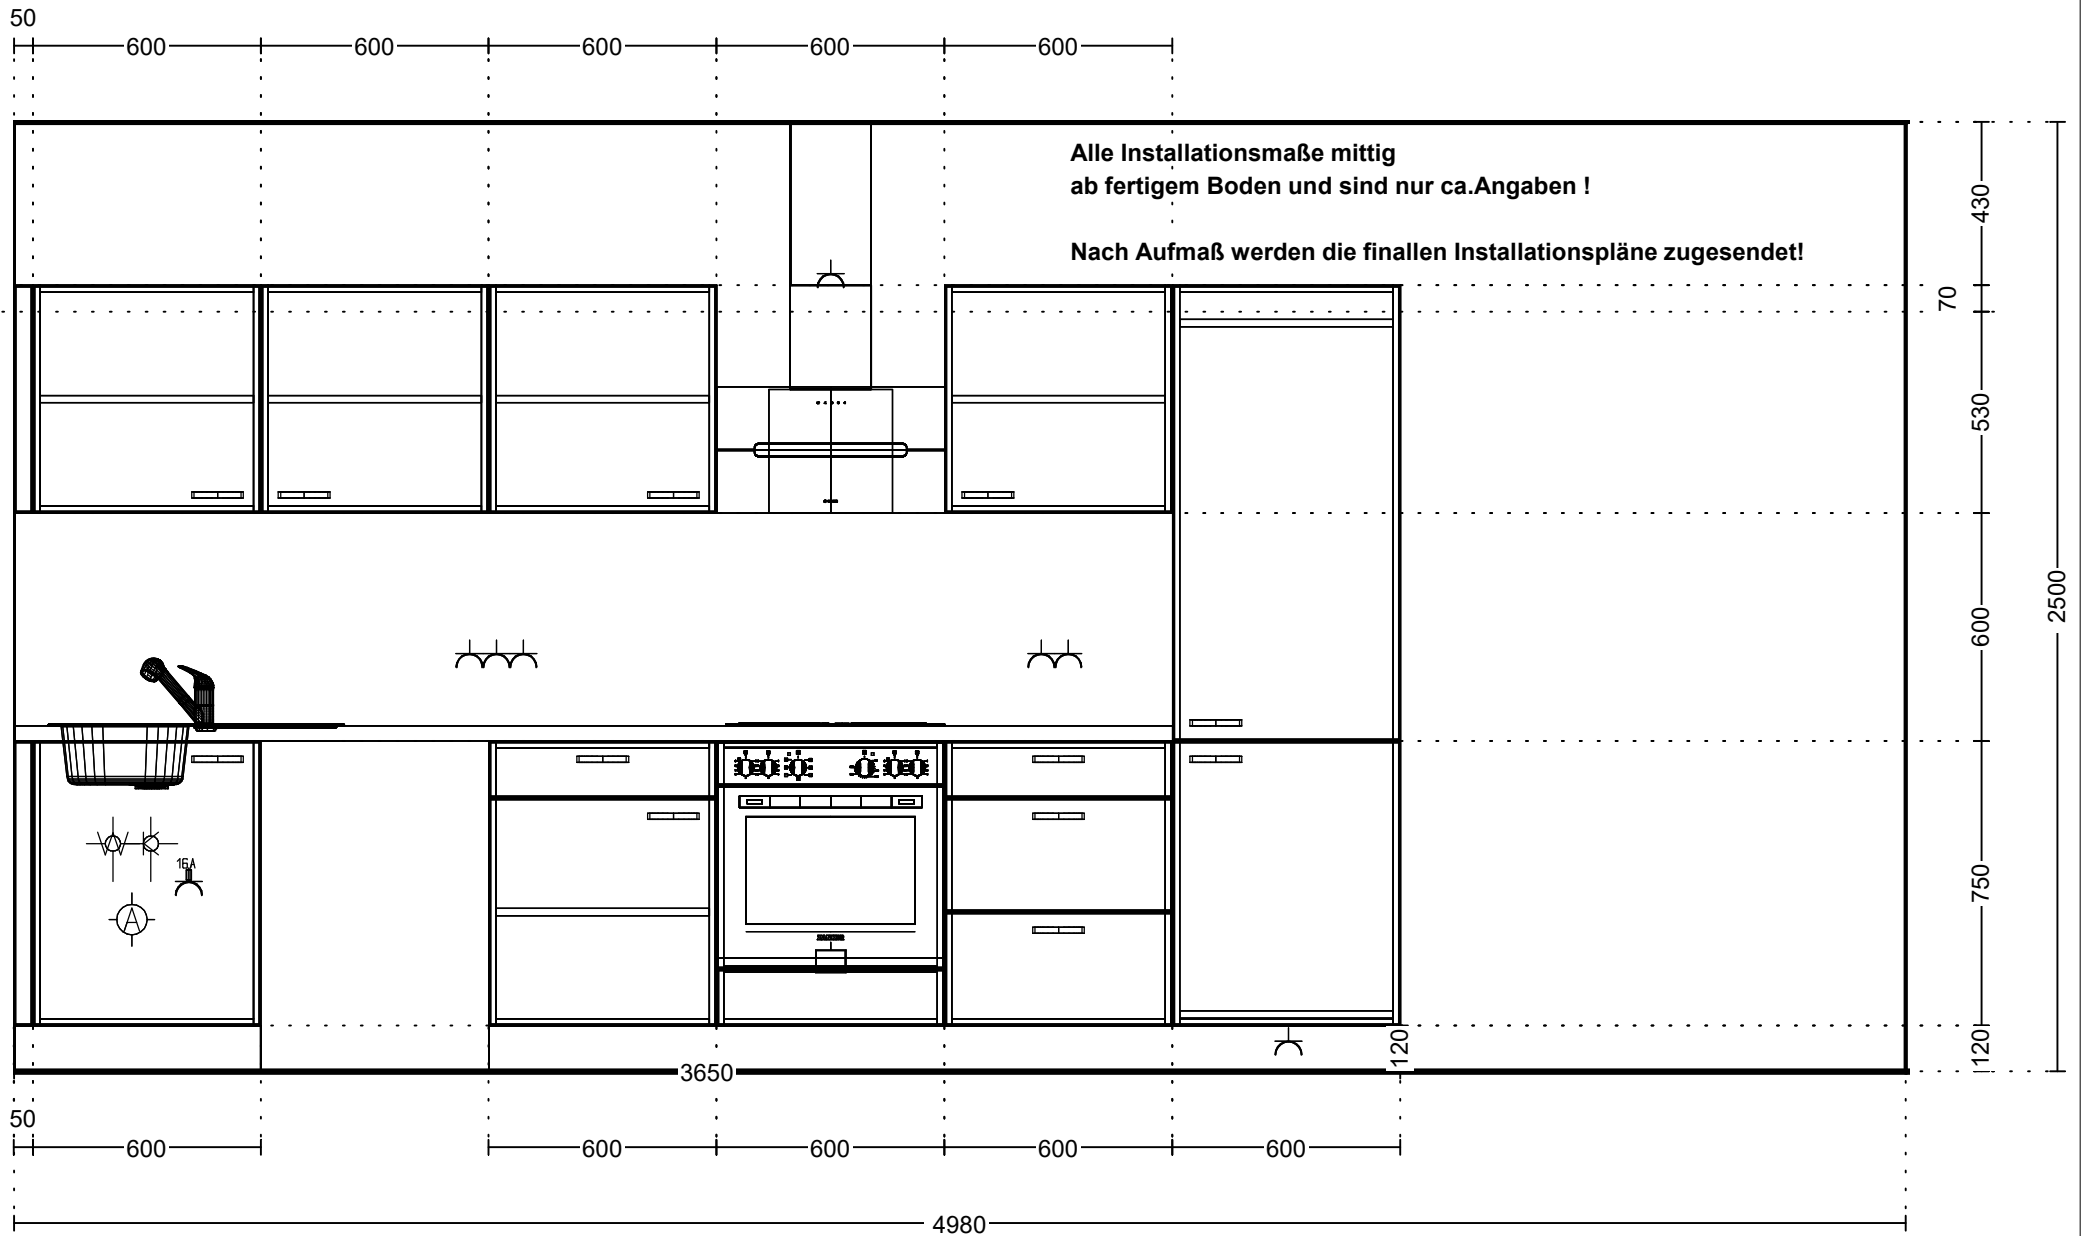 50
600 600 600 600 600
Alle Installationsmaße mittig
ab fertigem Boden und sind nur ca.Angaben !
Nach Aufmaß werden die finallen Installationspläne zugesendet!
430
70
530
600
2500
W K
16A
A
750
120
120
3650
50
600 600 600 600 600
4980